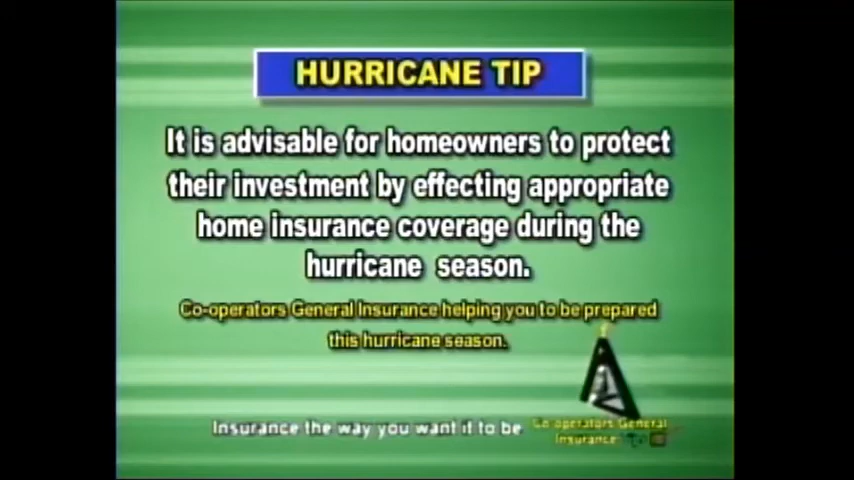 HURRICANE TIP
It is advisable for homeowners to protect
their investment by effecting appropriate
home insurance coverage during the
hurricane season.
Co-operators General Insurance helping you to be prepared
this hurricane season.
Insurance the way you want it to be
Co-operators General
Insurance